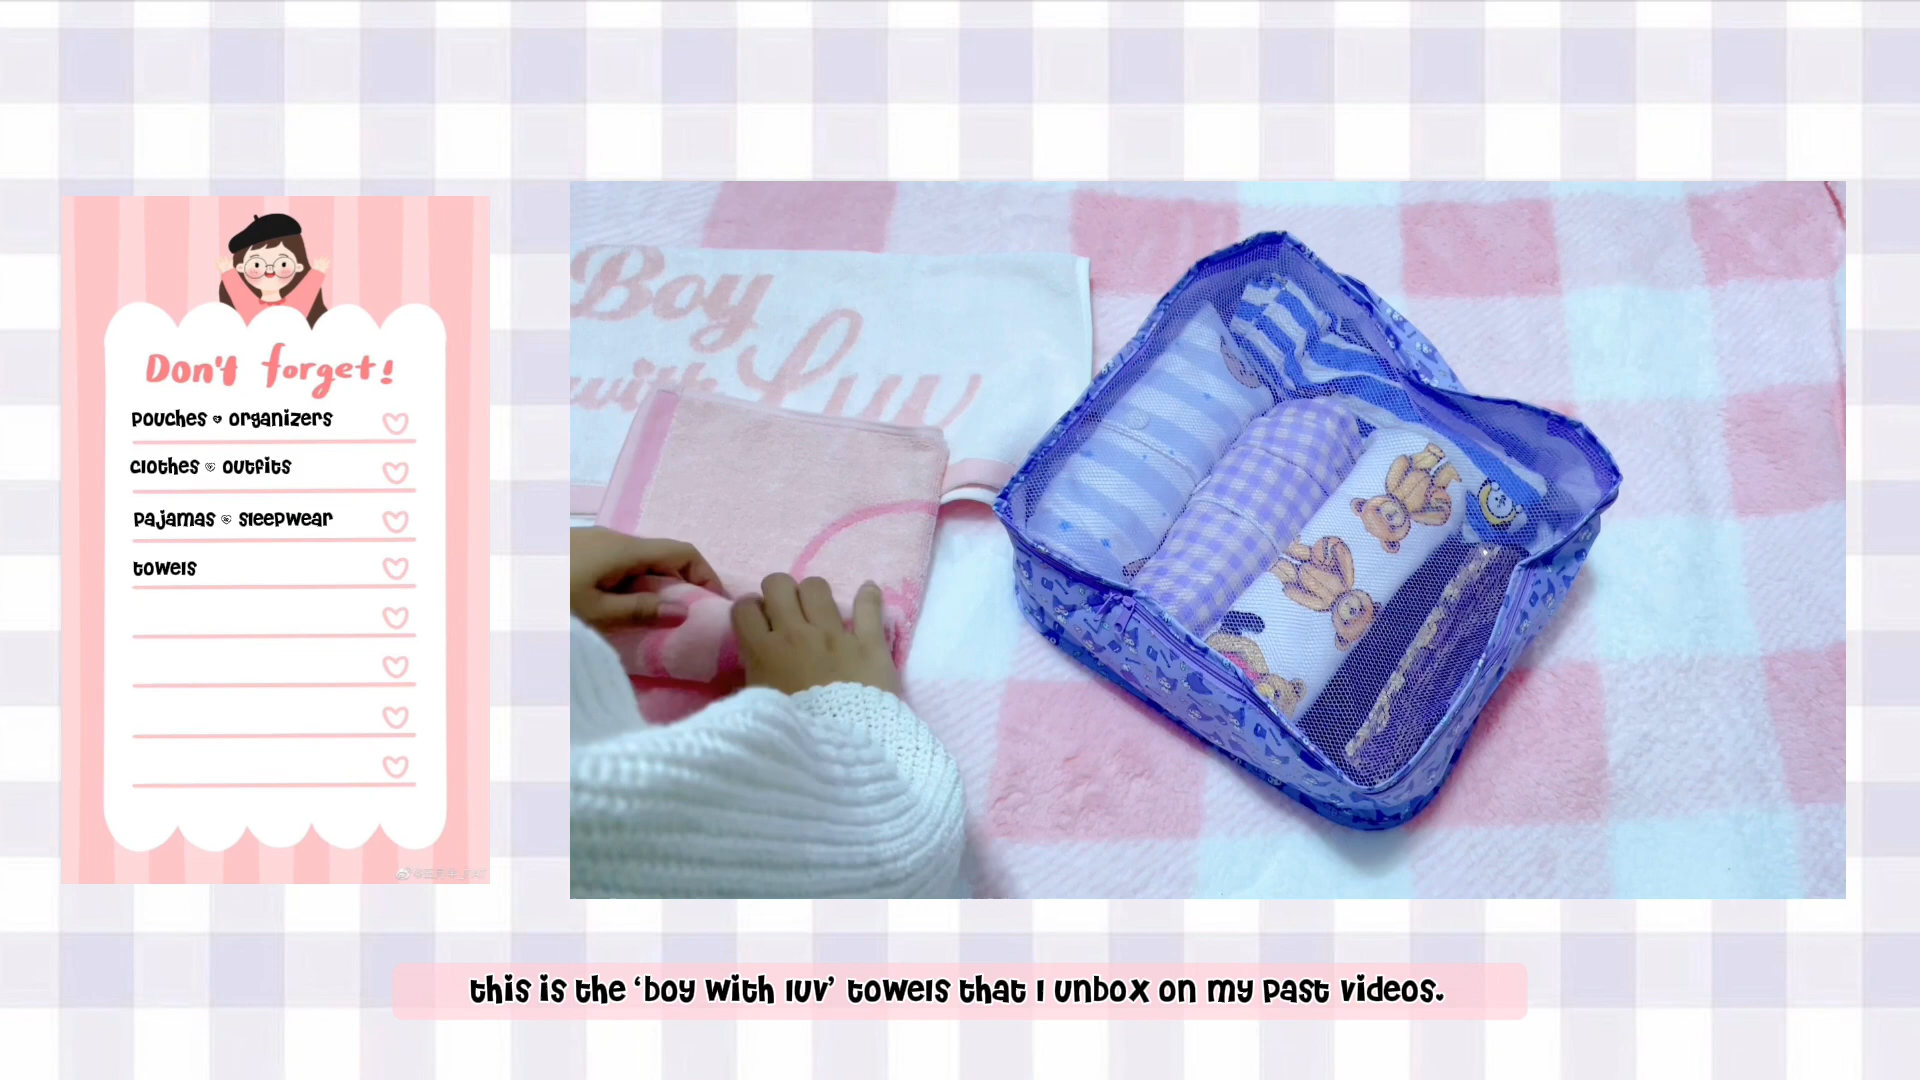 Don't forget!
Pouches & organizers
clothes & outfits
Pajamas & sleepwear
towels
Boy
with Luv
this is the ‘boy with luv’ towels that I unbox on my past videos.